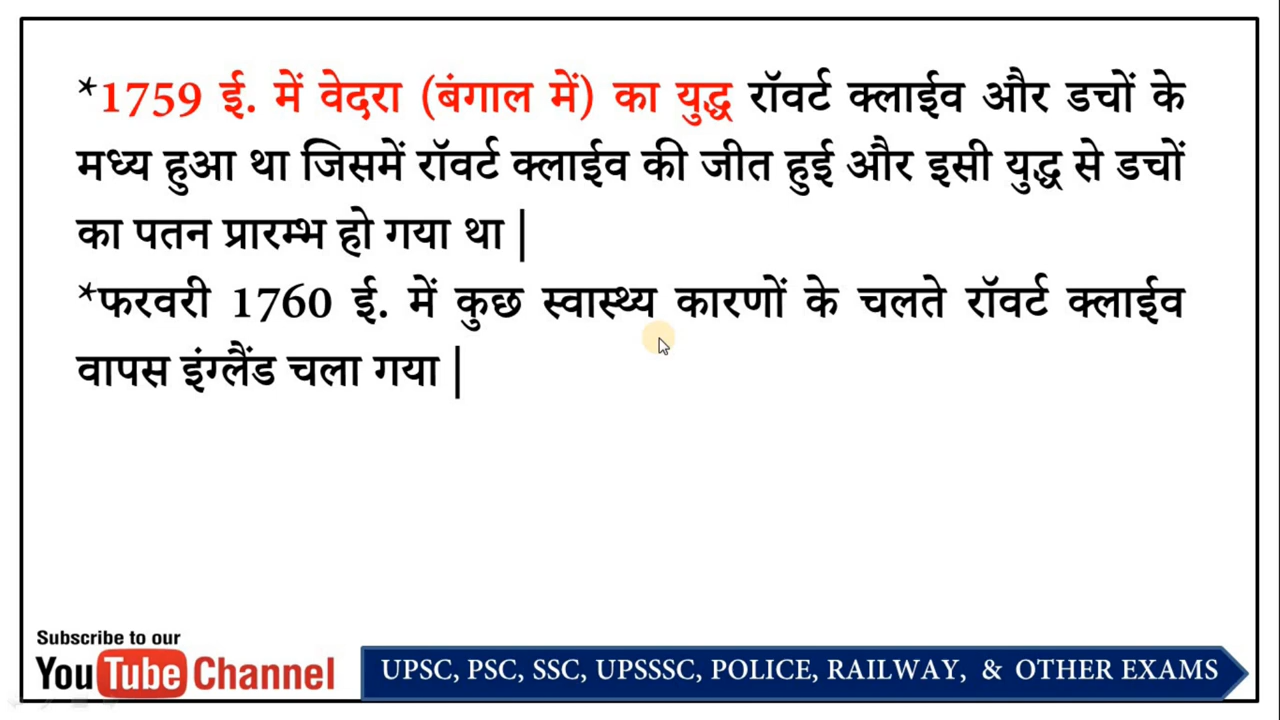 *1759 ई. में वेदरा (बंगाल में) का युद्ध रॉवर्ट क्लाईव और डचों के
मध्य हुआ था जिसमें रॉवर्ट क्लाईव की जीत हुई और इसी युद्ध से डचों
का पतन प्रारम्भ हो गया था |
*फरवरी 1760 ई. में कुछ स्वास्थ्य कारणों के चलते रॉवर्ट क्लाईव
वापस इंग्लैंड चला गया |
Subscribe to our
YouTube Channel
UPSC, PSC, SSC, UPSSSC, POLICE, RAILWAY, & OTHER EXAMS